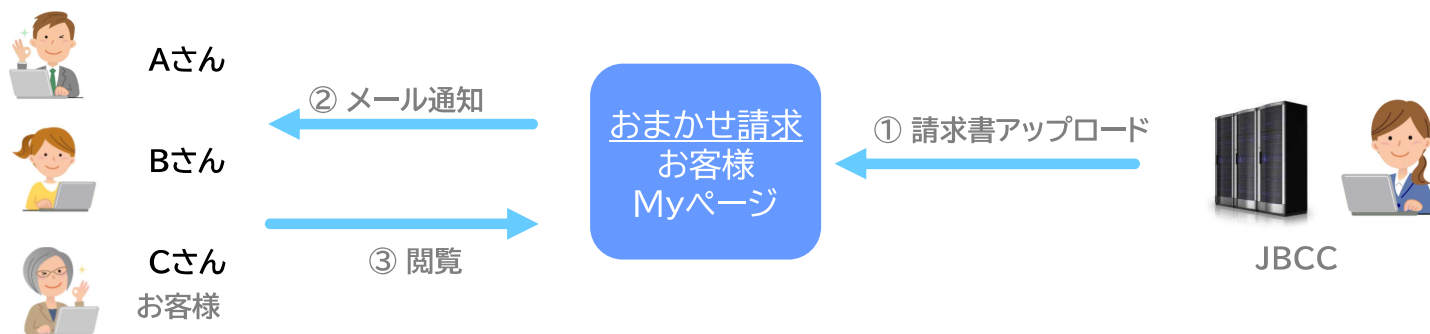 Aさん
② メール通知
Bさん
③ 閲覧
Cさん
お客様
おまかせ請求
お客様
Myページ
① 請求書アップロード
JBCC